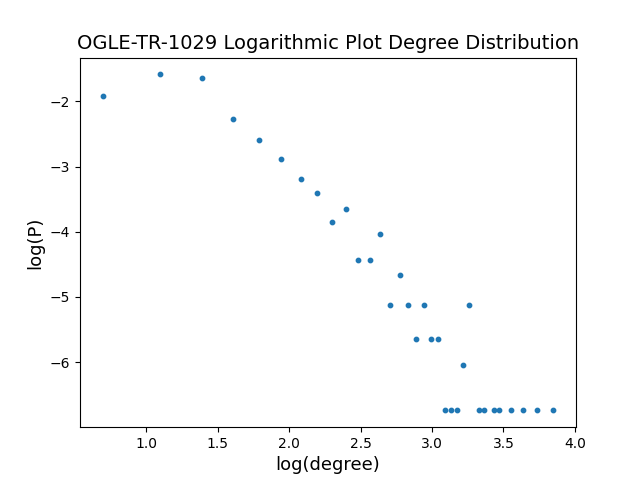 OGLE-TR-1029 Logarithmic Plot Degree Distribution
−2
−3
−4
−5
−6
log(P)
1.0 1.5 2.0 2.5 3.0 3.5 4.0
log(degree)